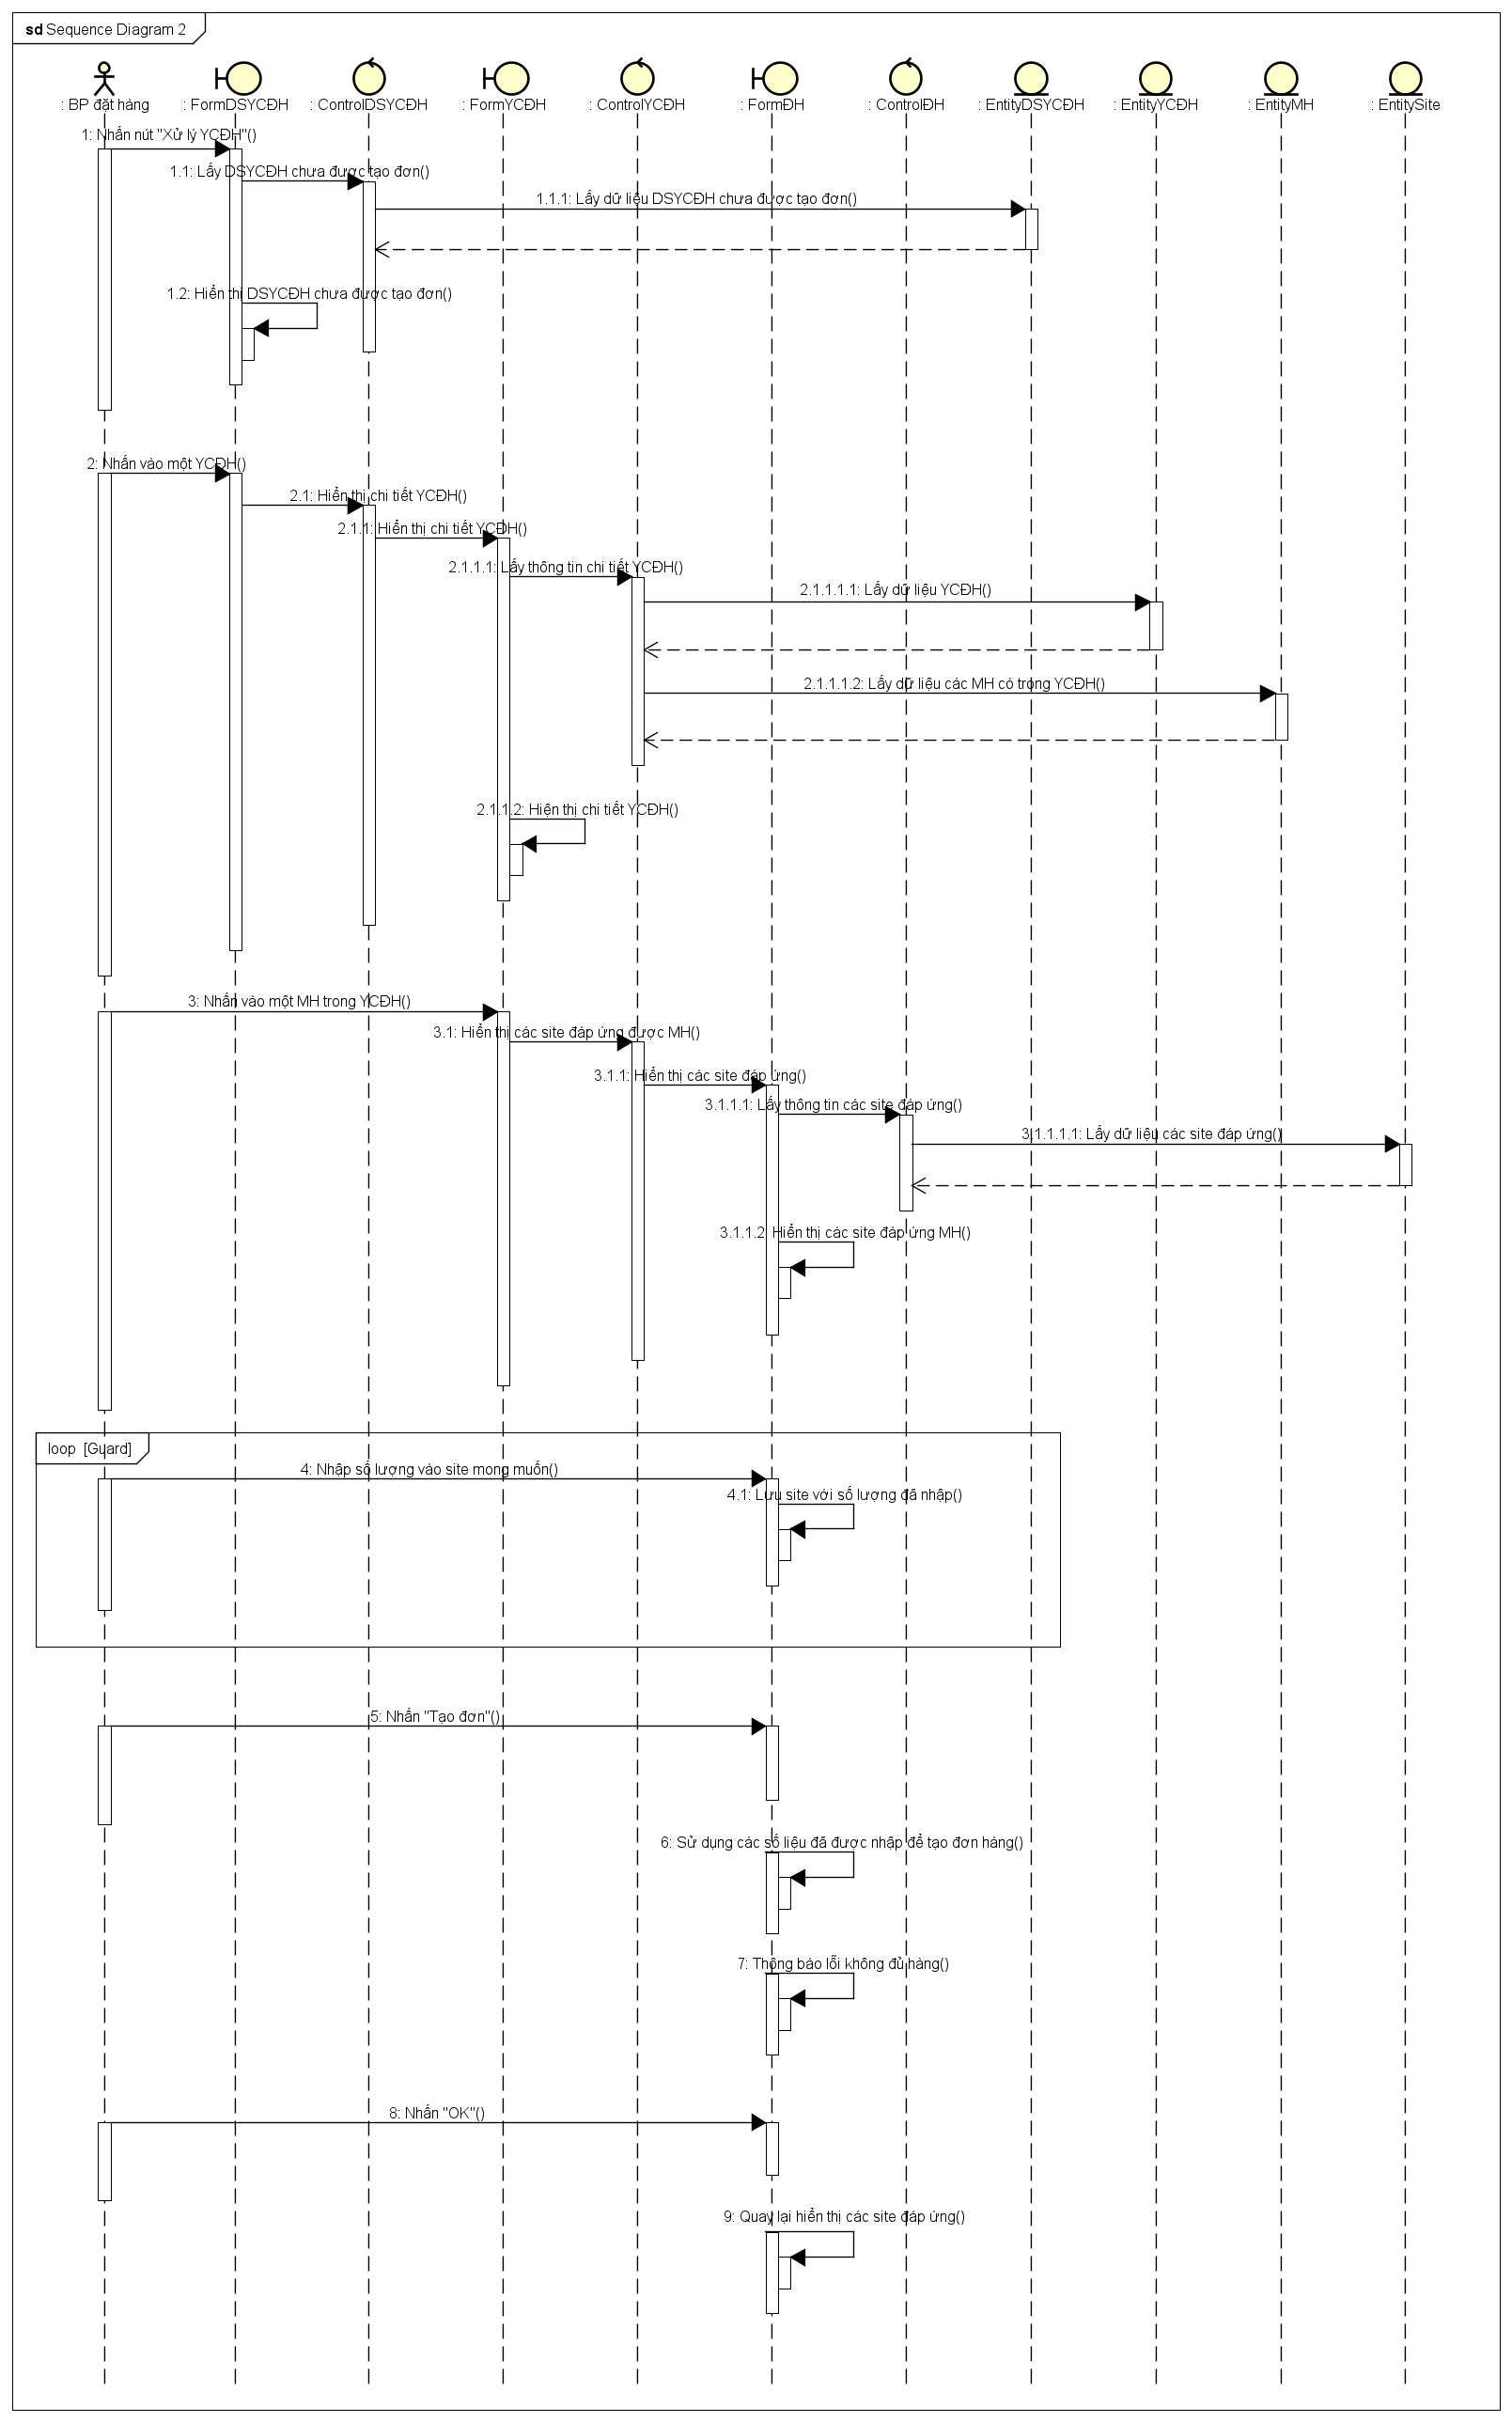 sd Sequence Diagram 2
: BP đặt hàng
: FormDSYCĐH
: ControlDSYCĐH
: FormYCĐH
: ControlYCĐH
: FormĐH
: ControlĐH
: EntityDSYCĐH
: EntityYCĐH
: EntityMH
: EntitySite
1: Nhấn nút "Xử lý YCĐH"()
1.1: Lấy DSYCĐH chưa được tạo đơn()
1.1.1: Lấy dữ liệu DSYCĐH chưa được tạo đơn()
1.2: Hiển thị DSYCĐH chưa được tạo đơn()
2: Nhấn vào một YCĐH()
2.1: Hiển thị chi tiết YCĐH()
2.1.1: Hiển thị chi tiết YCĐH()
2.1.1.1: Lấy thông tin chi tiết YCĐH()
2.1.1.1.1: Lấy dữ liệu YCĐH()
2.1.1.1.2: Lấy dữ liệu các MH có trong YCĐH()
2.1.1.2: Hiện thị chi tiết YCĐH()
3: Nhấn vào một MH trong YCĐH()
3.1: Hiển thị các site đáp ứng được MH()
3.1.1: Hiển thị các site đáp ứng()
3.1.1.1: Lấy thông tin các site đáp ứng()
3.1.1.1.1: Lấy dữ liệu các site đáp ứng()
3.1.1.2: Hiển thị các site đáp ứng MH()
loop [Guard]
4: Nhập số lượng vào site mong muốn()
4.1: Lưu site với số lượng đã nhập()
5: Nhấn "Tạo đơn"()
6: Sử dụng các số liệu đã được nhập để tạo đơn hàng()
7: Thông báo lỗi không đủ hàng()
8: Nhấn "OK"()
9: Quay lại hiển thị các site đáp ứng()